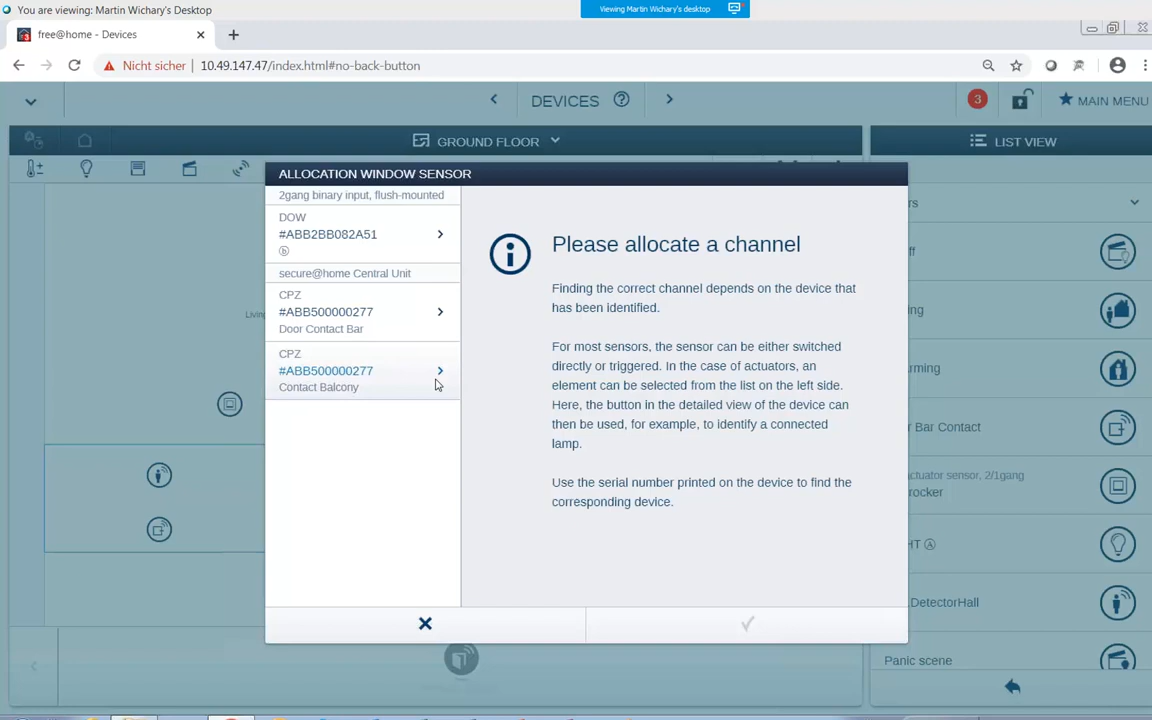 You are viewing: Martin Wichary's Desktop
Viewing Martin Wichary's desktop
free@home - Devices
Nicht sicher
10.49.147.47/index.html#no-back-button
DEVICES
3
MAIN MENU
GROUND FLOOR
LIST VIEW
ALLOCATION WINDOW SENSOR
2gang binary input, flush-mounted
DOW
#ABB2BB082A51
b
secure@home Central Unit
CPZ
#ABB500000277
Door Contact Bar
CPZ
#ABB500000277
Contact Balcony
Please allocate a channel
Finding the correct channel depends on the device that
has been identified.
For most sensors, the sensor can be either switched
directly or triggered. In the case of actuators, an
element can be selected from the list on the left side.
Here, the button in the detailed view of the device can
then be used, for example, to identify a connected
lamp.
Use the serial number printed on the device to find the
corresponding device.
Bar Contact
actuator sensor, 2/1gang
rocker
DetectorHall
Panic scene